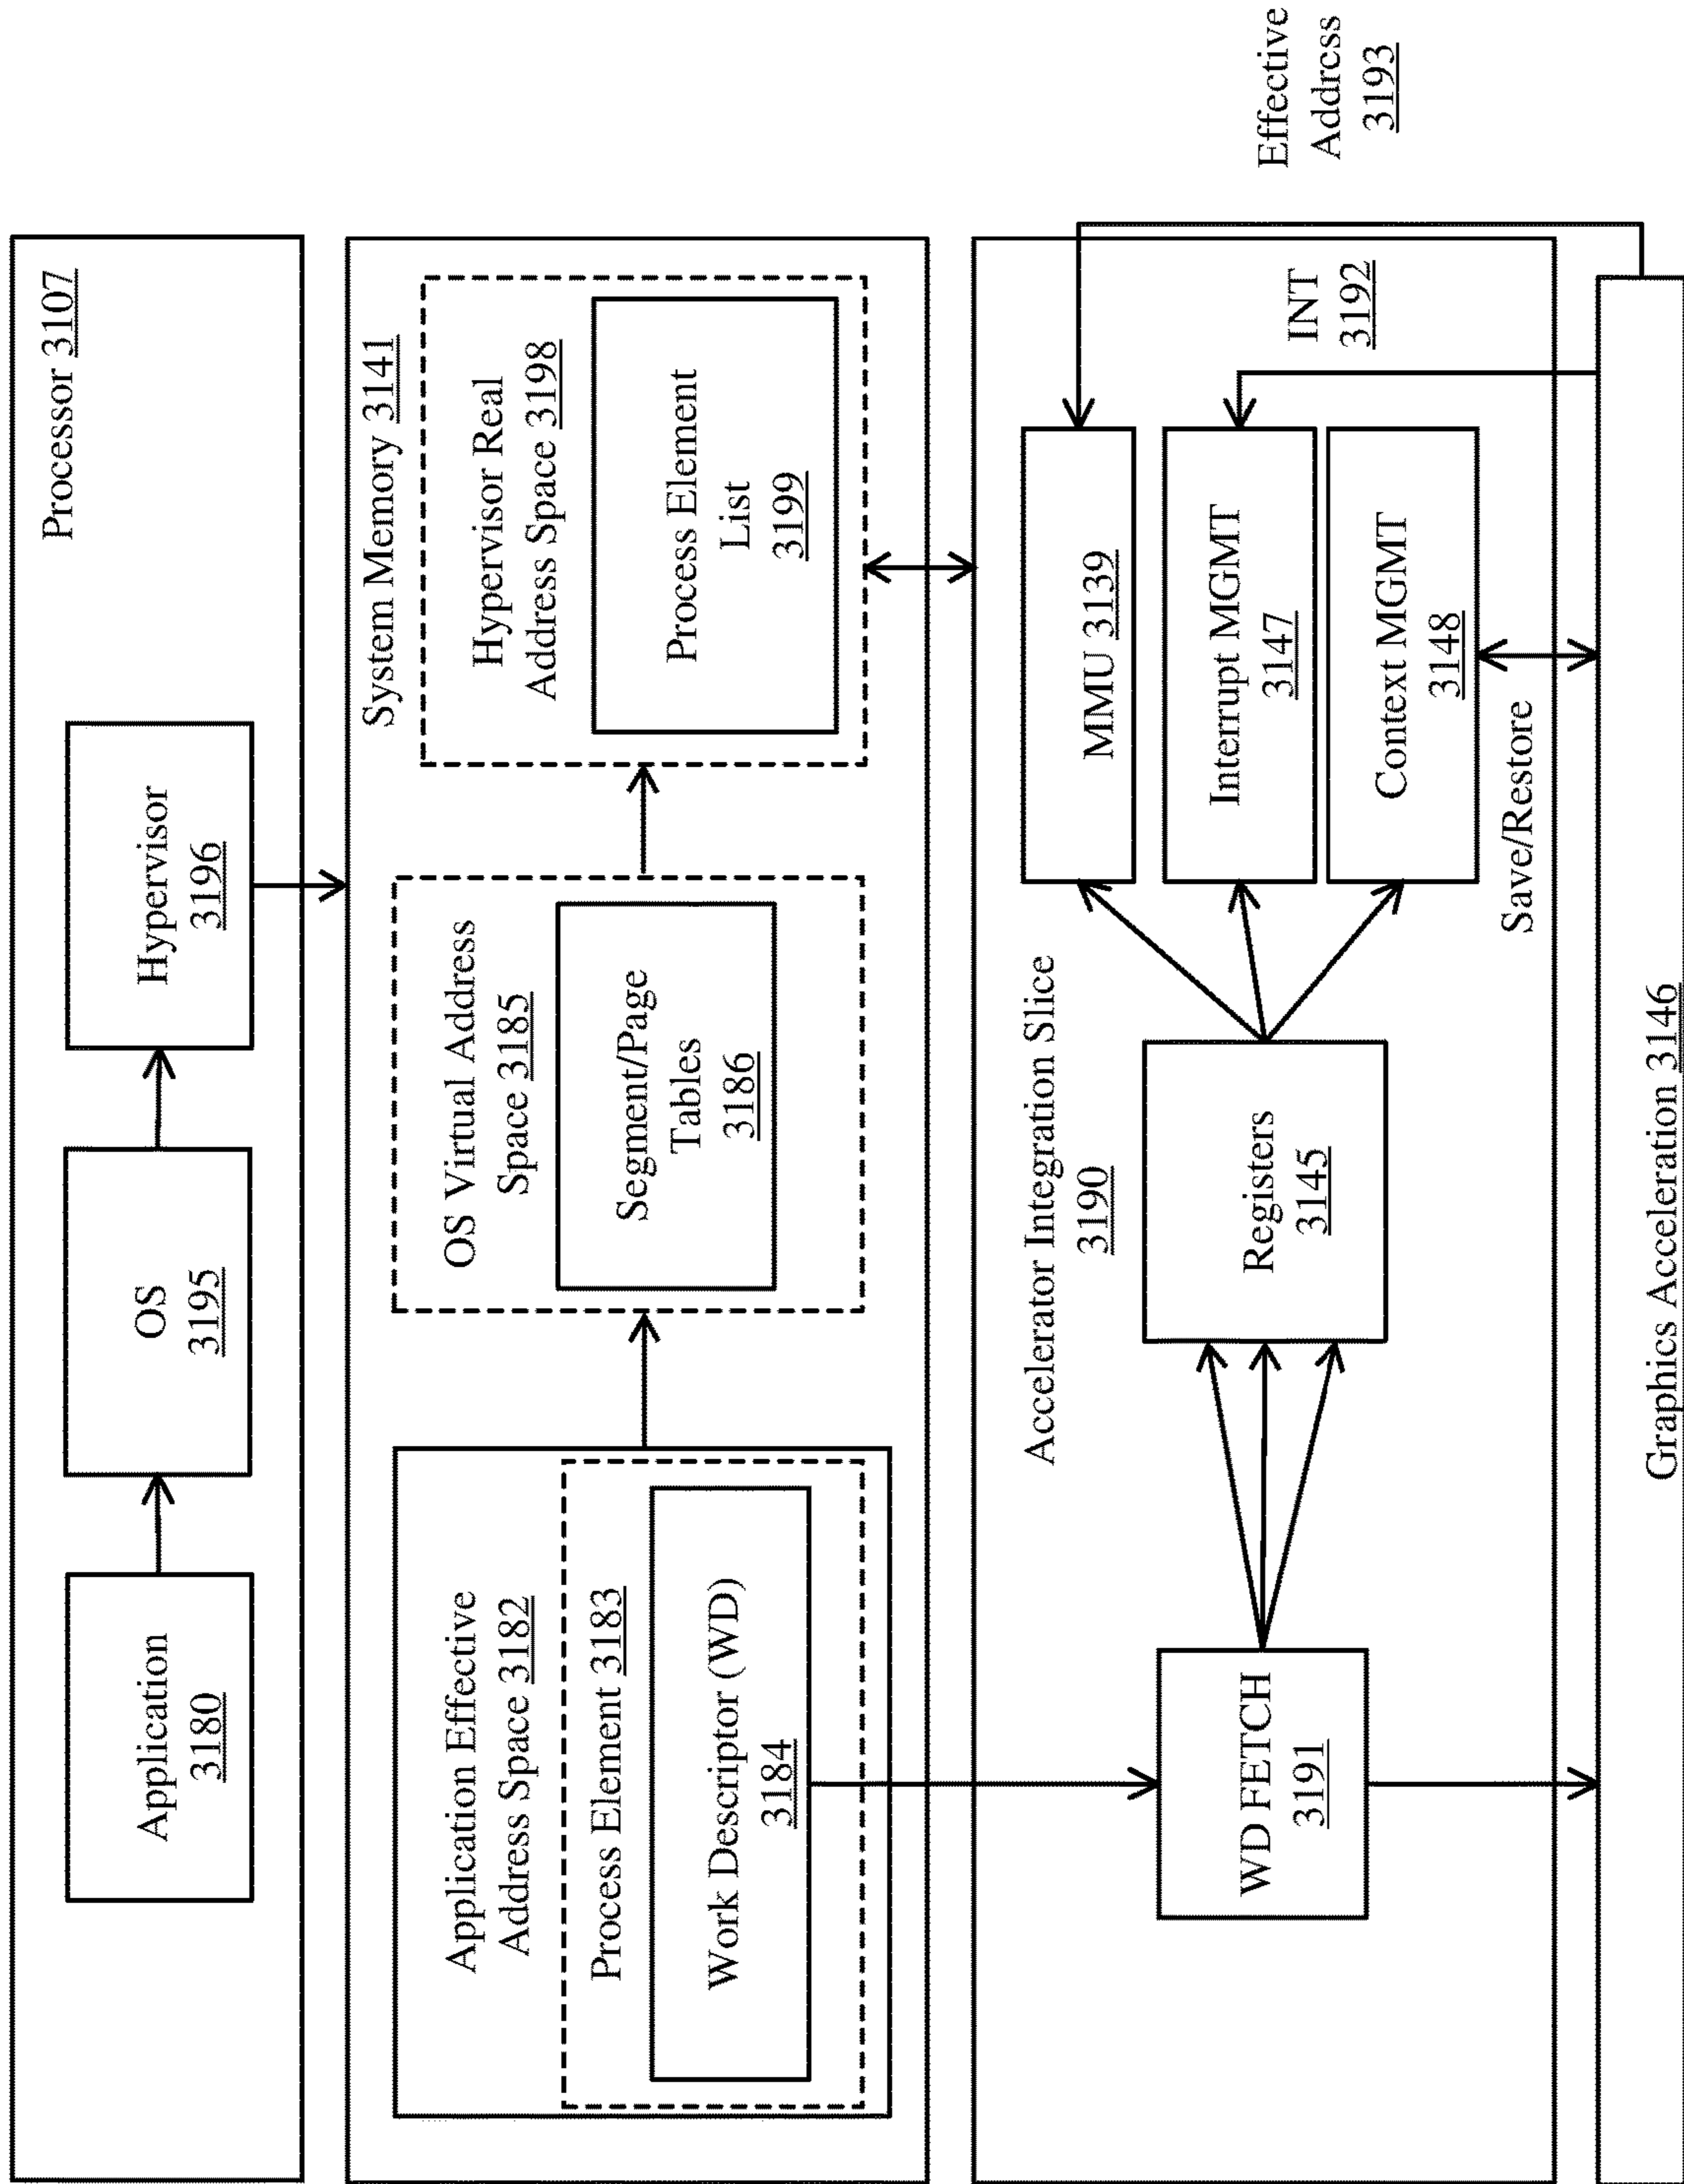 Processor 3107
Application
3180
OS
3195
Hypervisor
3196
System Memory 3141
Application Effective
Address Space 3182
Process Element 3183
Work Descriptor (WD)
3184
OS Virtual Address
Space 3185
Segment/Page
Tables
3186
Hypervisor Real
Address Space 3198
Process Element
List
3199
Accelerator Integration Slice
3190
WD FETCH
3191
Registers
3145
MMU 3139
Interrupt MGMT
3147
Context MGMT
3148
Save/Restore
INT
3192
Effective
Address
3193
Graphics Acceleration 3146